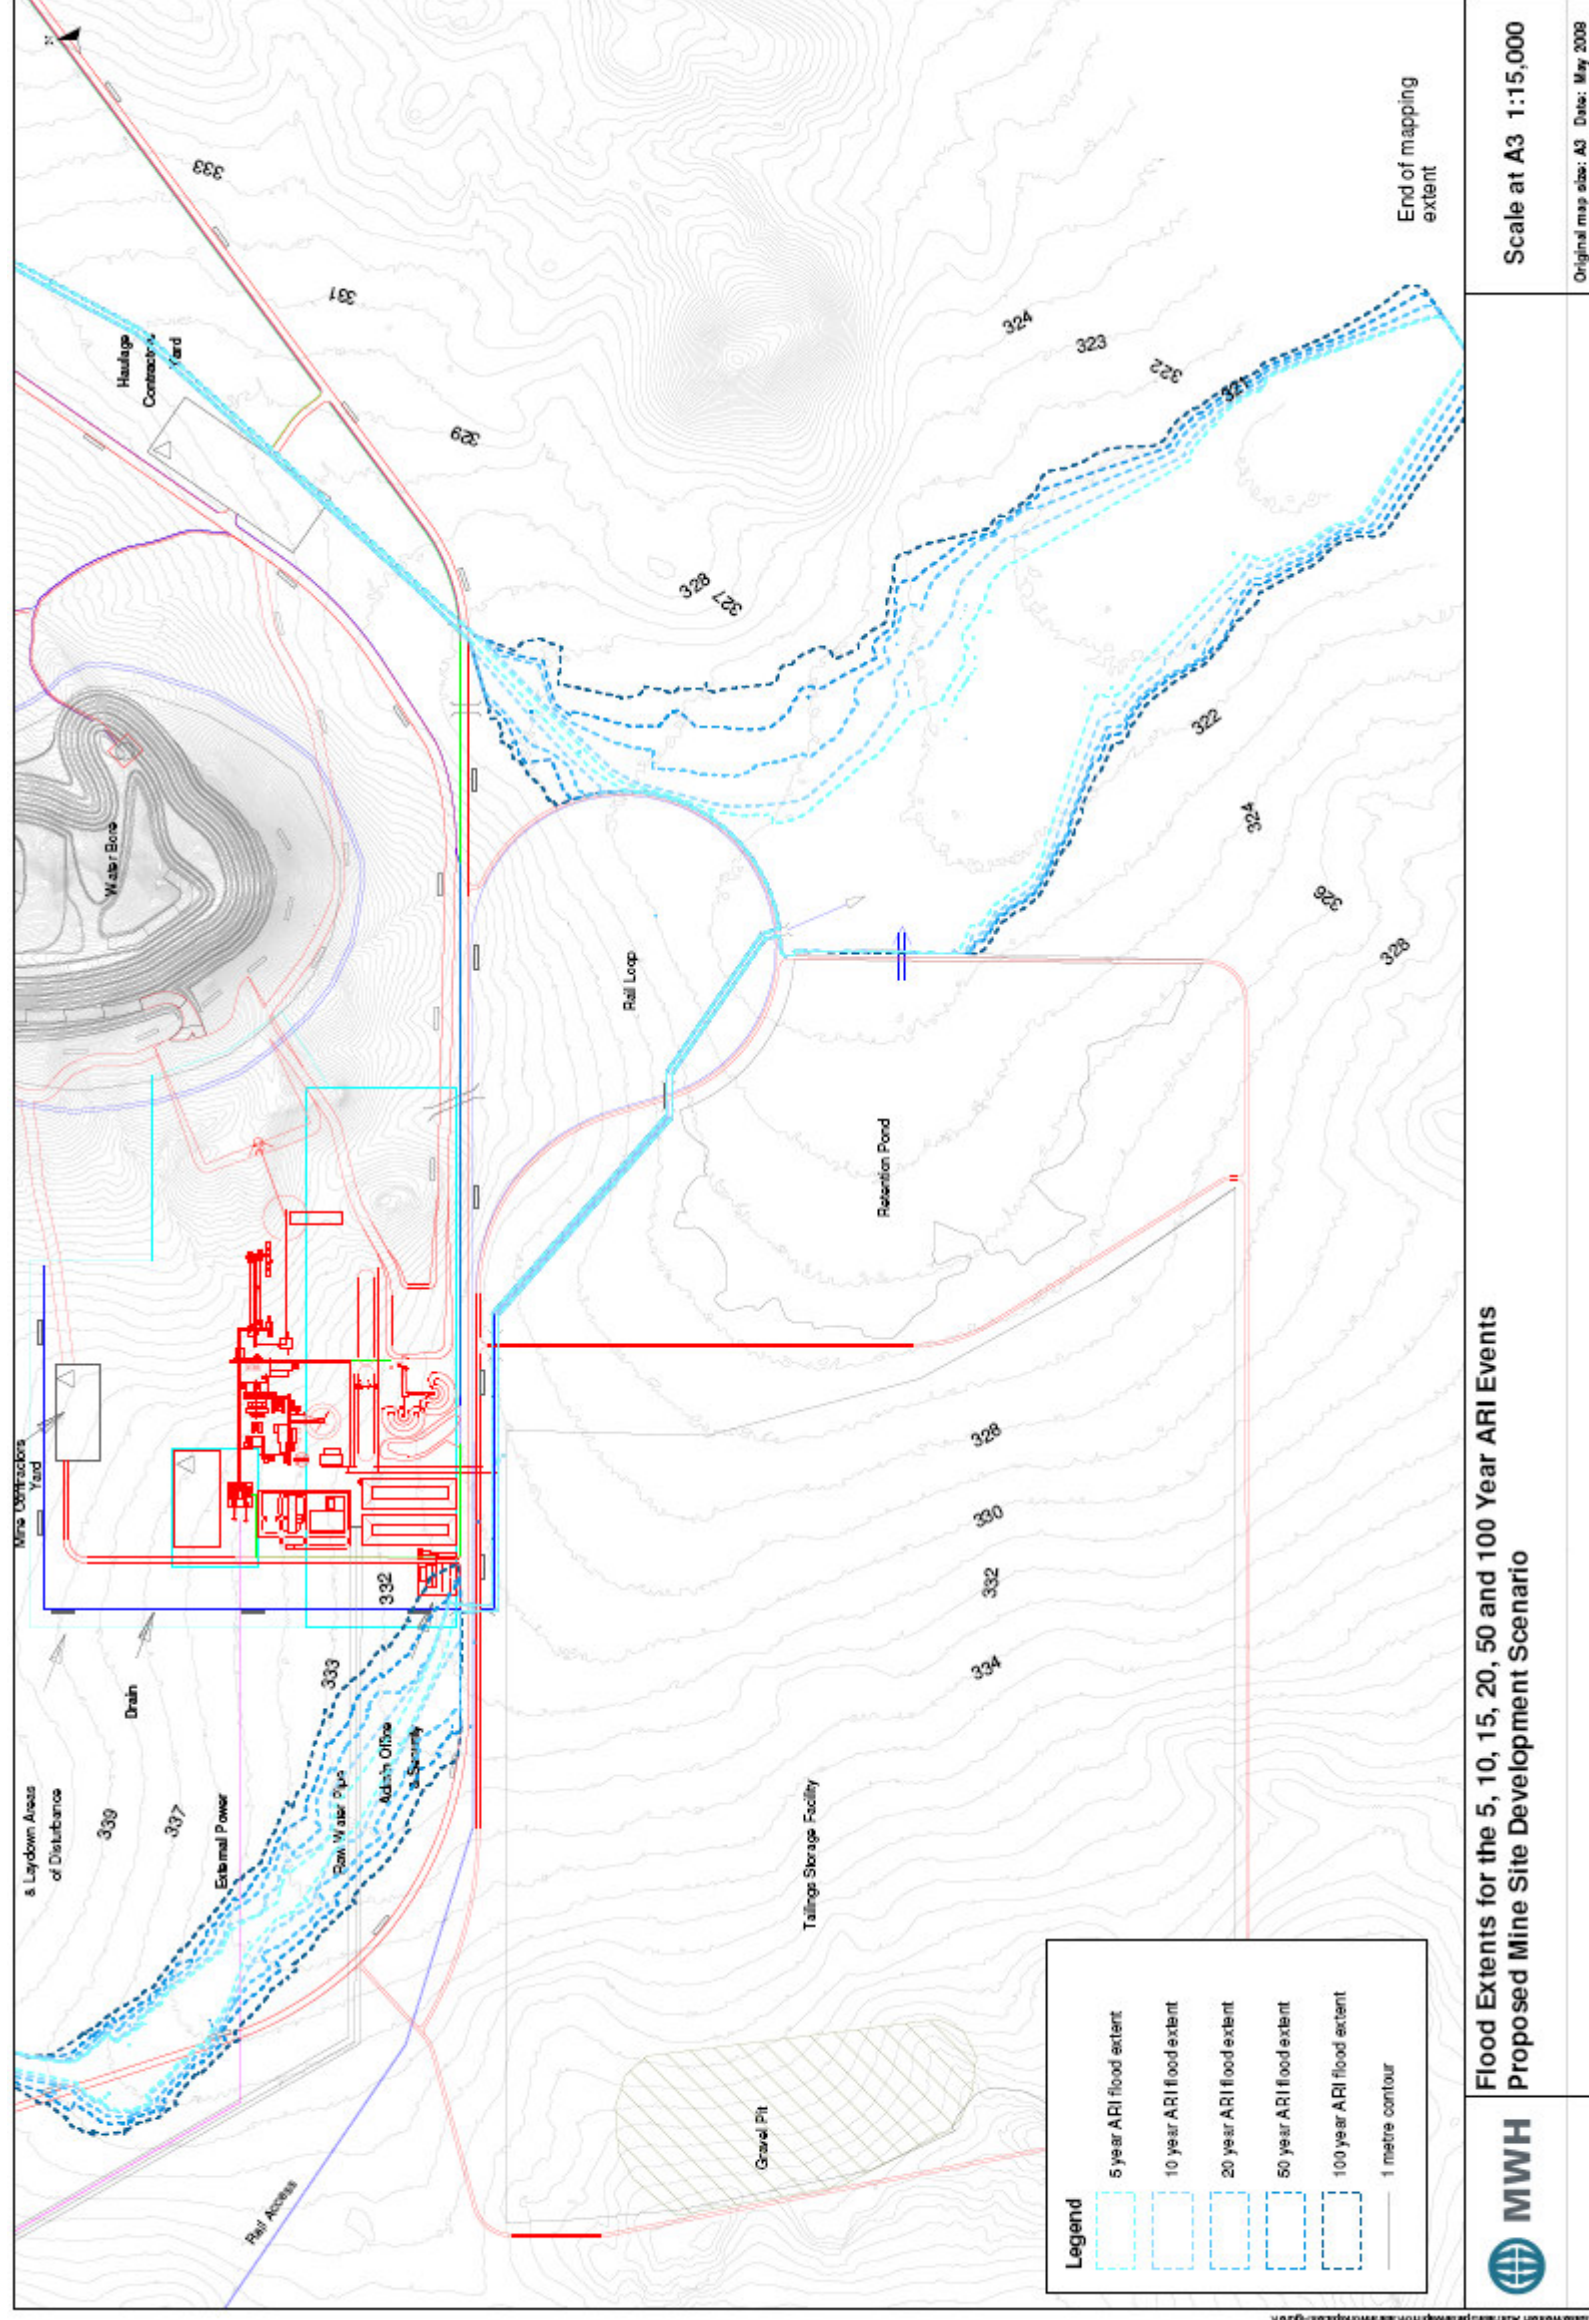 333
331
329
Haulage
Contractors
Yard
Water Bore
328
327
324
323
322
321
End of mapping
extent
Rail Loop
Retention Pond
322
324
326
328
Mine Contractors
Yard
332
Drain
333
Admin Office
& Security
Raw Water Pipe
External Power
& Laydown Areas
of Disturbance
339
337
328
330
332
334
Tailings Storage Facility
Gravel Pit
Rail Access
Legend
5 year ARI flood extent
10 year ARI flood extent
20 year ARI flood extent
50 year ARI flood extent
100 year ARI flood extent
1 metre contour
MWH
Flood Extents for the 5, 10, 15, 20, 50 and 100 Year ARI Events
Proposed Mine Site Development Scenario
Scale at A3 1:15,000
Original map size: A3 Date: May 2009